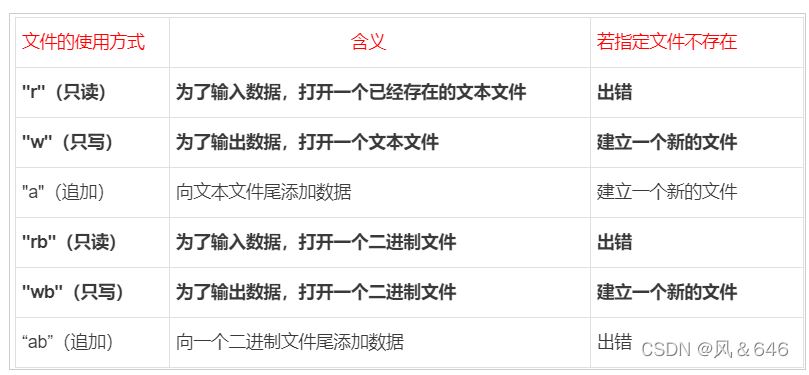 文件的使用方式 含义 若指定文件不存在
"r"（只读） 为了输入数据，打开一个已经存在的文本文件 出错
"w"（只写） 为了输出数据，打开一个文本文件 建立一个新的文件
"a"（追加） 向文本文件尾添加数据 建立一个新的文件
"rb"（只读） 为了输入数据，打开一个二进制文件 出错
"wb"（只写） 为了输出数据，打开一个二进制文件 建立一个新的文件
“ab”（追加） 向一个二进制文件尾添加数据 出错
CSDN @风＆646